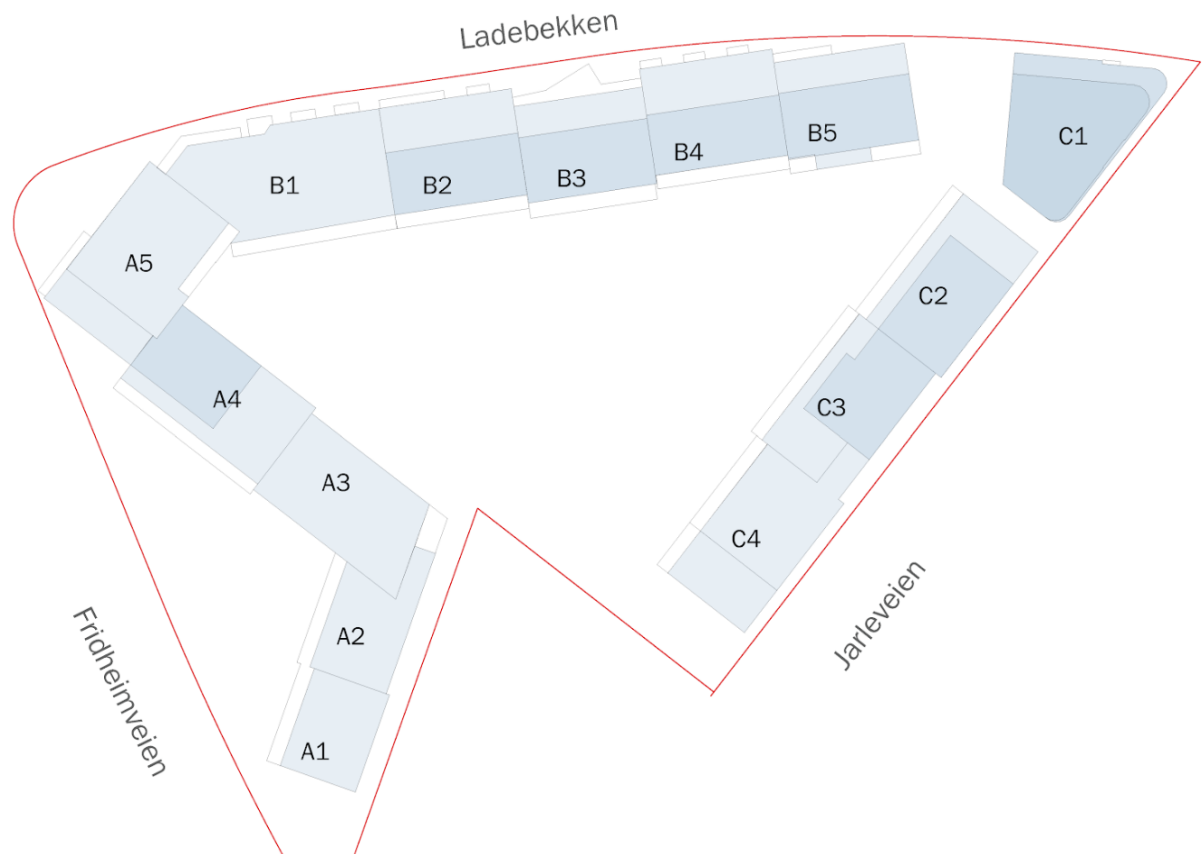 Ladebekken
C1
B5
B4
B3
B2
B1
A5
C2
A4
C3
A3
C4
A2
A1
Jarleveien
Fridheimveien